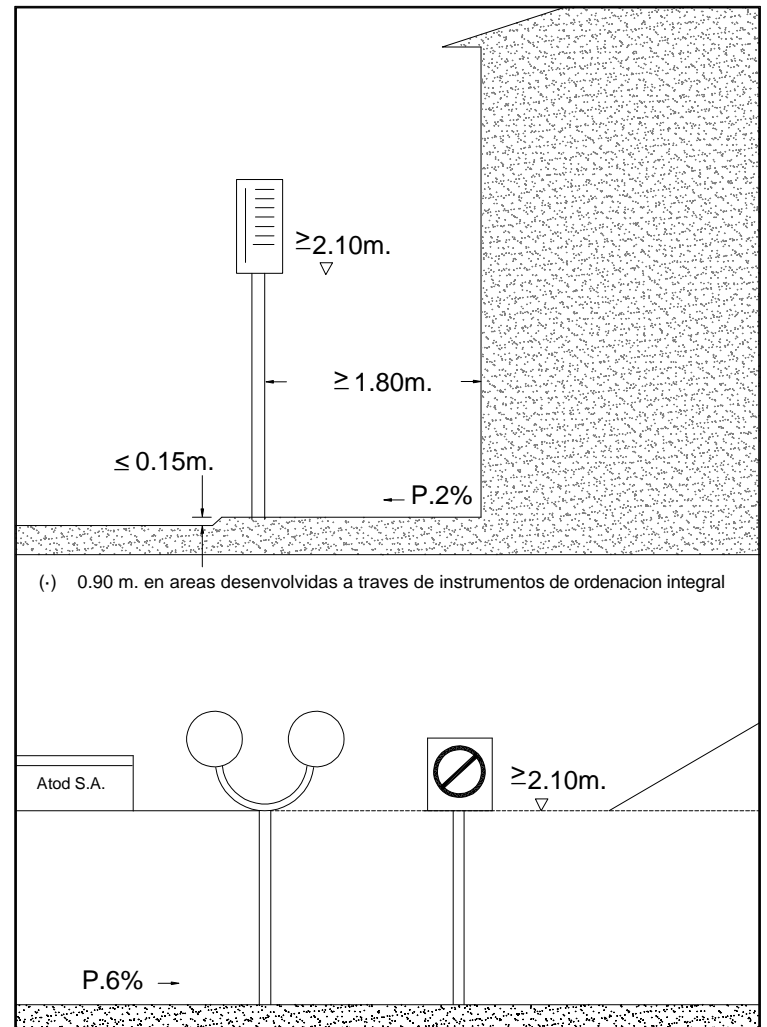 ≥2.10m.
≥1.80m.
≤0.15m.
P.2%
(·) 0.90 m. en areas desenvolvidas a traves de instrumentos de ordenacion integral
Atod S.A.
≥2.10m.
P.6%